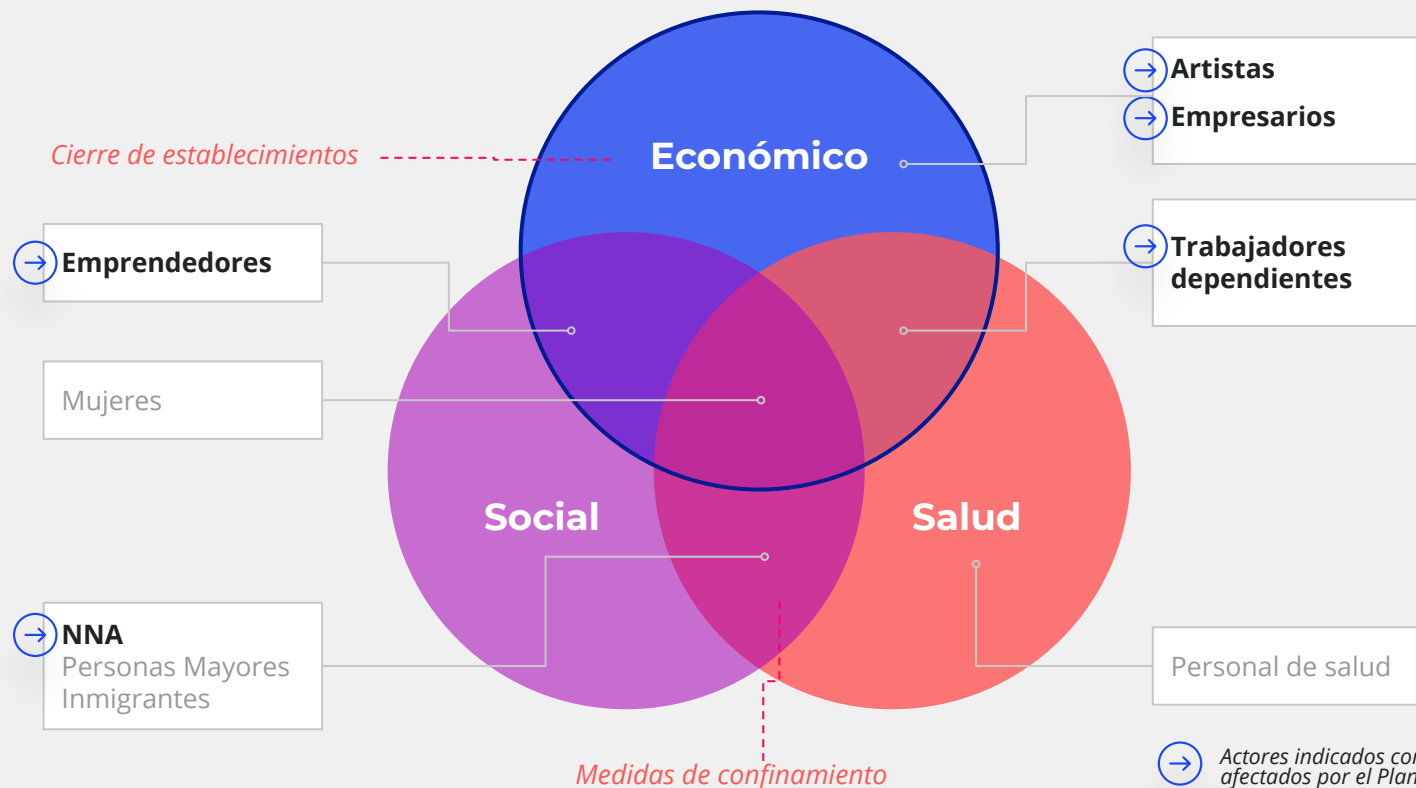 Artistas
Empresarios
Económico
Cierre de establecimientos
Emprendedores
Trabajadores
dependientes
Mujeres
Social
Salud
NNA
Personas Mayores
Inmigrantes
Personal de salud
Medidas de confinamiento
Actores indicados
afectados por el Plan